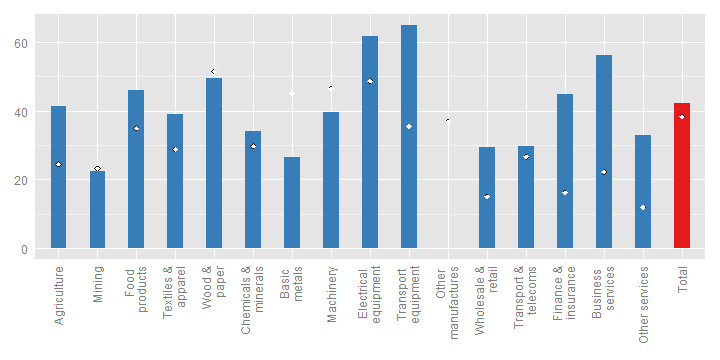 60
40
20
0
Agriculture
Mining
Food
products
Textiles &
apparel
Wood &
paper
Chemicals &
minerals
Basic
metals
Machinery
Electrical
equipment
Transport
equipment
Other
manufactures
Wholesale &
retail
Transport &
telecoms
Finance &
insurance
Business
services
Other services
Total